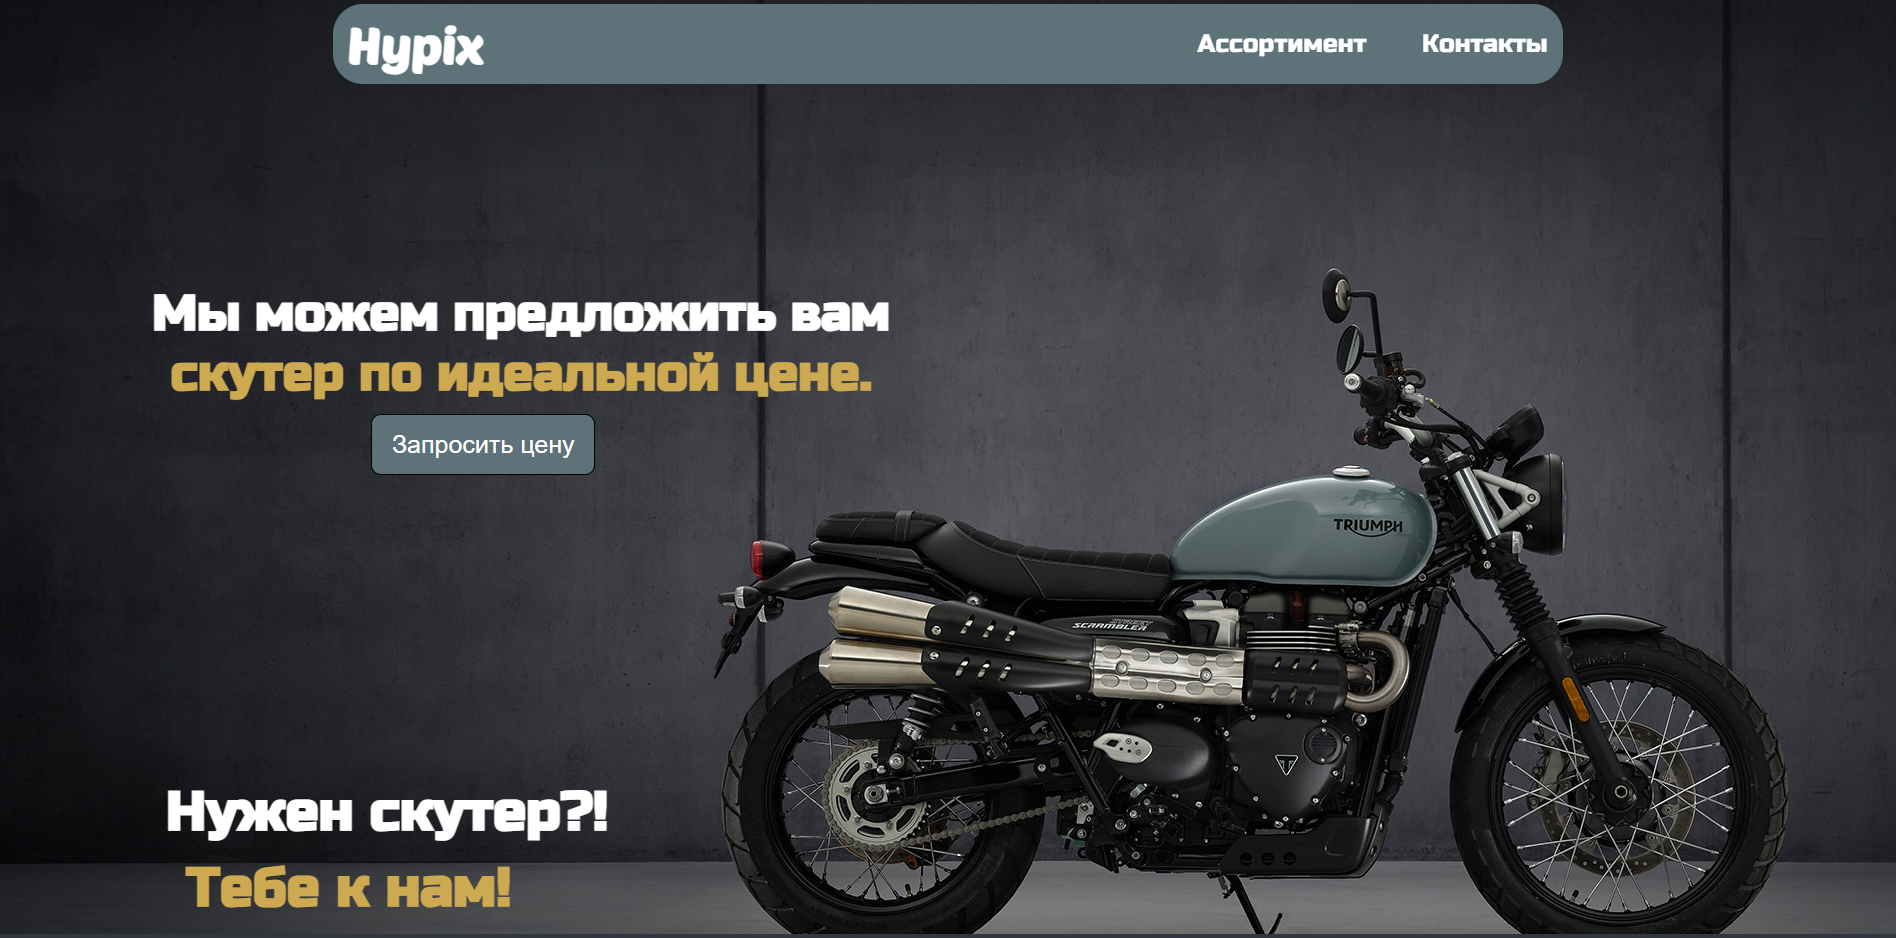 Hypix
Ассортимент
Контакты
Мы можем предложить вам
скутер по идеальной цене.
Запросить цену
TRIUMPH
STREET
SCRAMBLER
Нужен скутер?!
Тебе к нам!